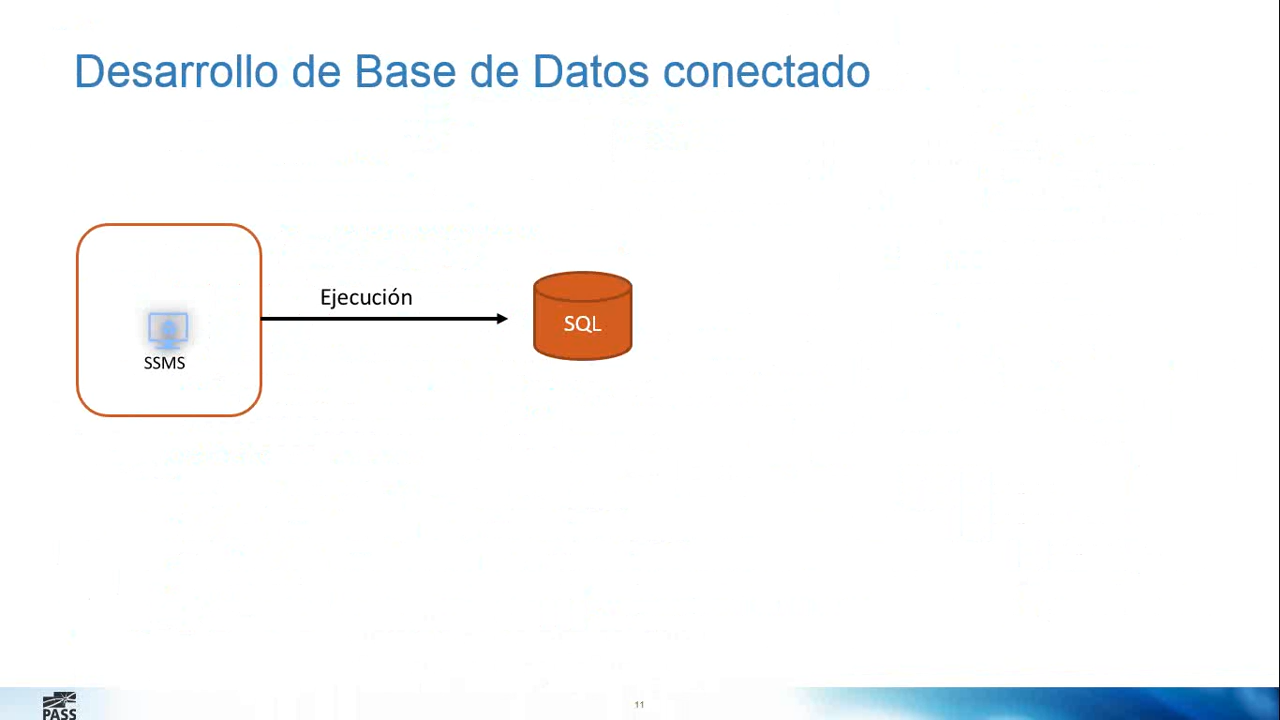 Desarrollo de Base de Datos conectado
Ejecución
SQL
SSMS
PASS
11